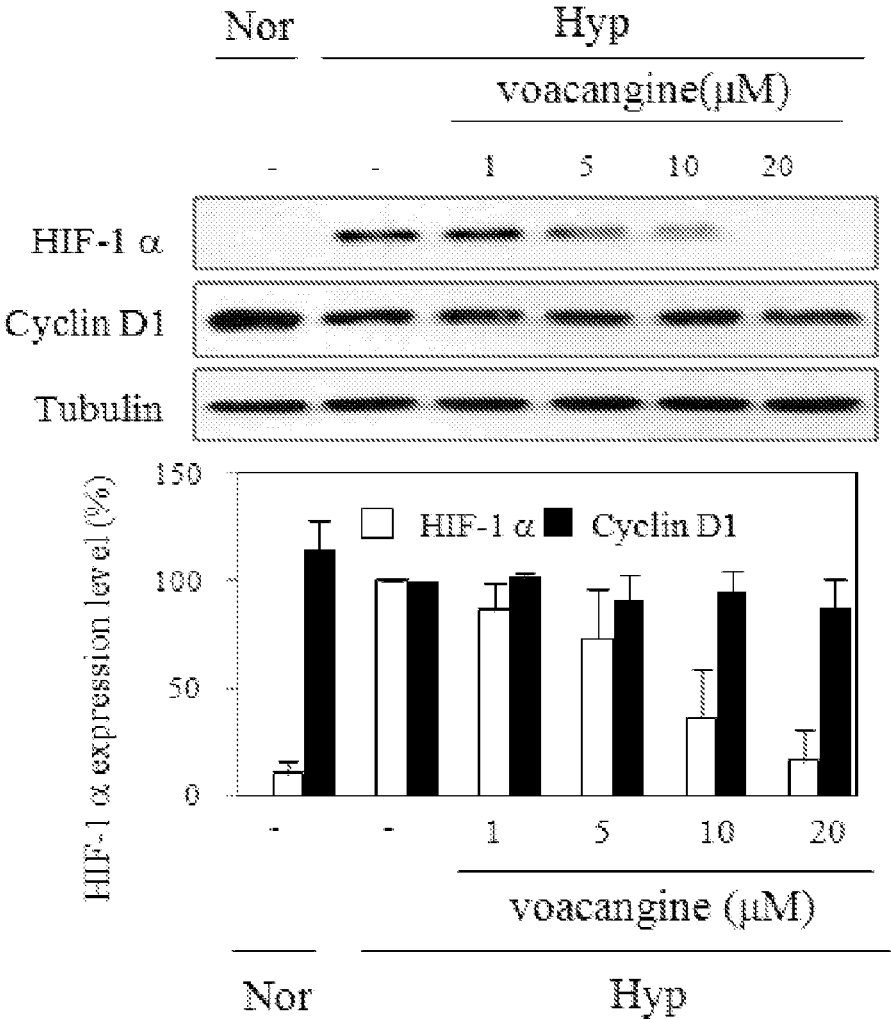 Nor Hyp
voacangine(μM)
- - 1 5 10 20
HIF-1 α
Cyclin D1
Tubulin
HIF-1 α expression level (%)
150
HIF-1 α Cyclin D1
100
50
0
- - 1 5 10 20
voacangine (μM)
Nor Hyp